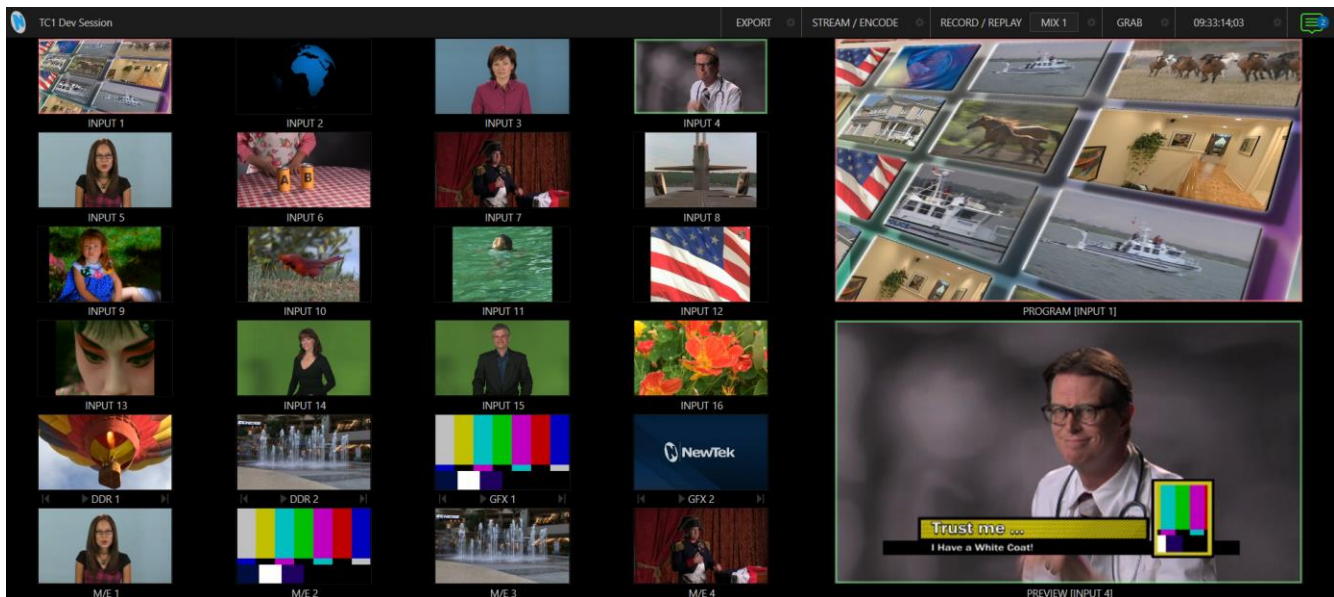 TC1 Dev Session
EXPORT
STREAM / ENCODE
RECORD / REPLAY
MIX 1
GRAB
09:33:14;03
2
INPUT 1
INPUT 2
INPUT 3
INPUT 4
INPUT 5
A B
INPUT 6
INPUT 7
INPUT 8
INPUT 9
INPUT 10
INPUT 11
INPUT 12
INPUT 13
INPUT 14
INPUT 15
INPUT 16
DDR 1
DDR 2
GFX 1
NewTek
GFX 2
M/E 1
M/E 2
M/E 3
M/E 4
POLICE
PROGRAM [INPUT 1]
Trust me ...
I Have a White Coat!
PREVIEW [INPUT 4]